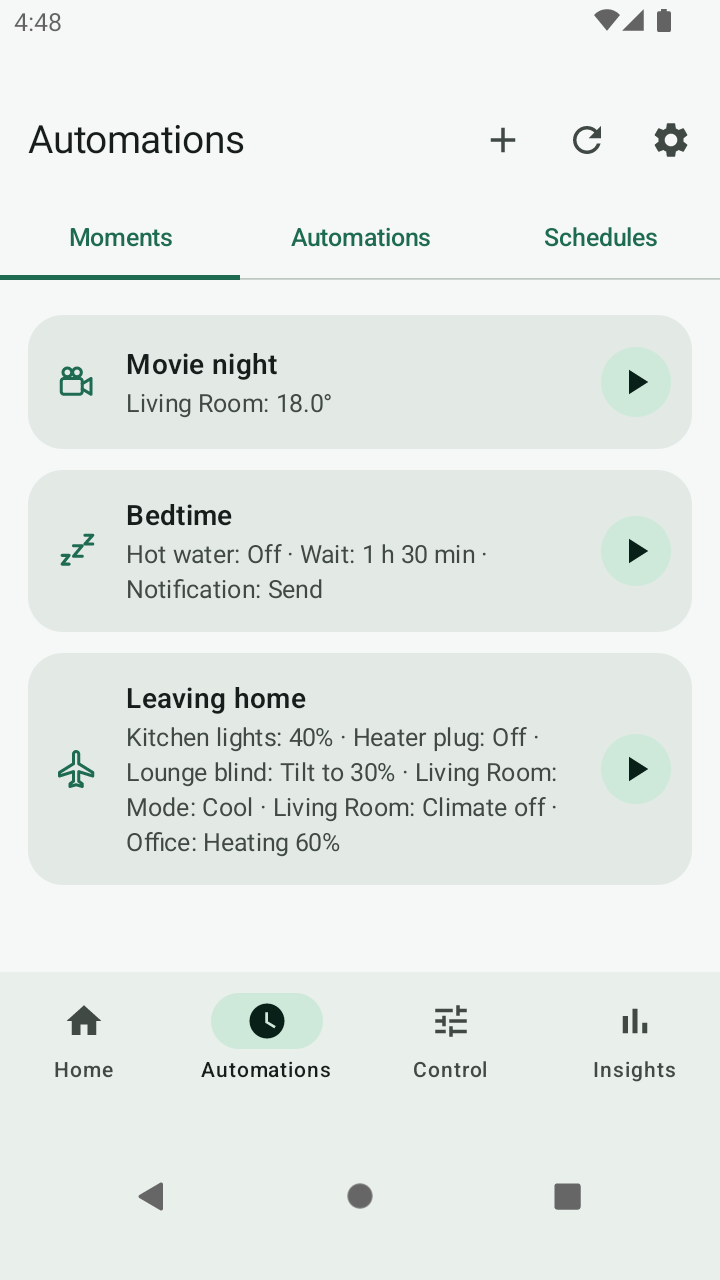 4:48
Automations
Moments
Automations
Schedules
Movie night
Living Room: 18.0°
Bedtime
Hot water: Off · Wait: 1 h 30 min ·
Notification: Send
Leaving home
Kitchen lights: 40% · Heater plug: Off ·
Lounge blind: Tilt to 30% · Living Room:
Mode: Cool · Living Room: Climate off ·
Office: Heating 60%
Home
Automations
Control
Insights